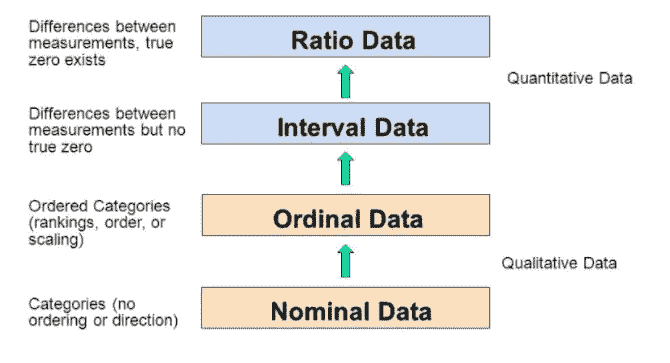 Differences between
measurements, true
zero exists
Ratio Data
Quantitative Data
Differences between
measurements but no
true zero
Interval Data
Ordered Categories
(rankings, order, or
scaling)
Ordinal Data
Qualitative Data
Categories (no
ordering or direction)
Nominal Data